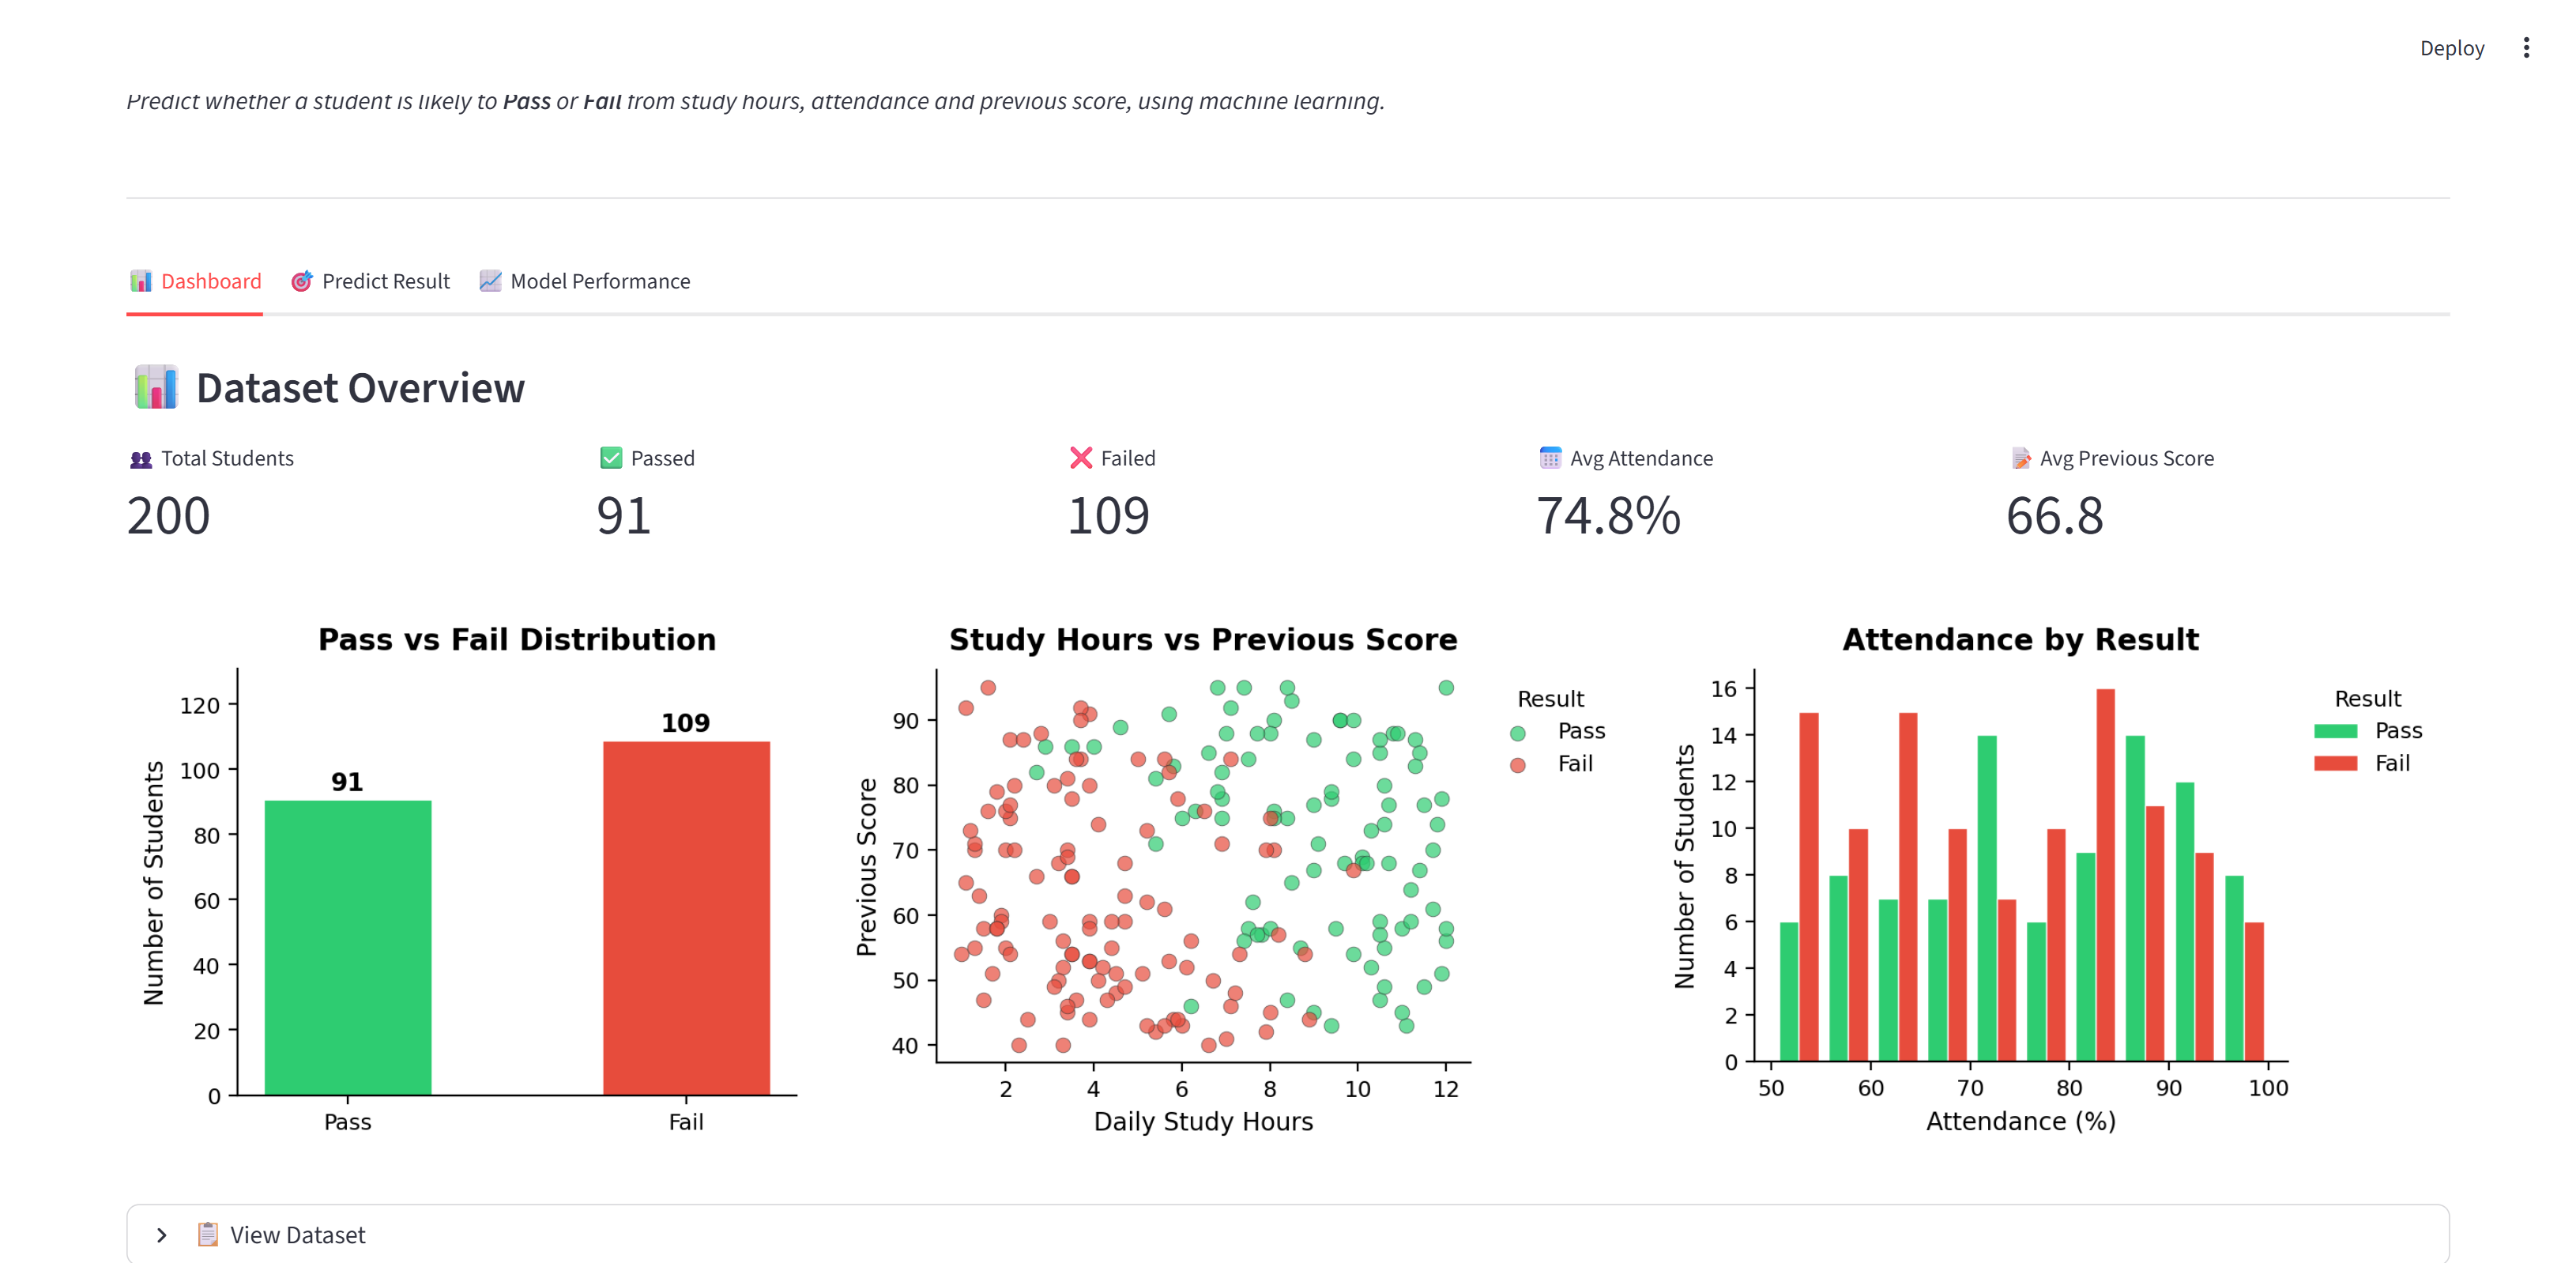 Deploy
Predict whether a student is likely to Pass or Fail from study hours, attendance and previous score, using machine learning.
Dashboard
Predict Result
Model Performance
Dataset Overview
Total Students
Passed
Failed
Avg Attendance
Avg Previous Score
200
91
109
74.8%
66.8
Pass vs Fail Distribution
Number of Students
120
100
80
60
40
20
0
91
109
Pass
Fail
Study Hours vs Previous Score
Previous Score
90
80
70
60
50
40
2
4
6
8
10
12
Daily Study Hours
Result
Pass
Fail
Attendance by Result
Number of Students
16
14
12
10
8
6
4
2
0
50
60
70
80
90
100
Attendance (%)
Result
Pass
Fail
View Dataset